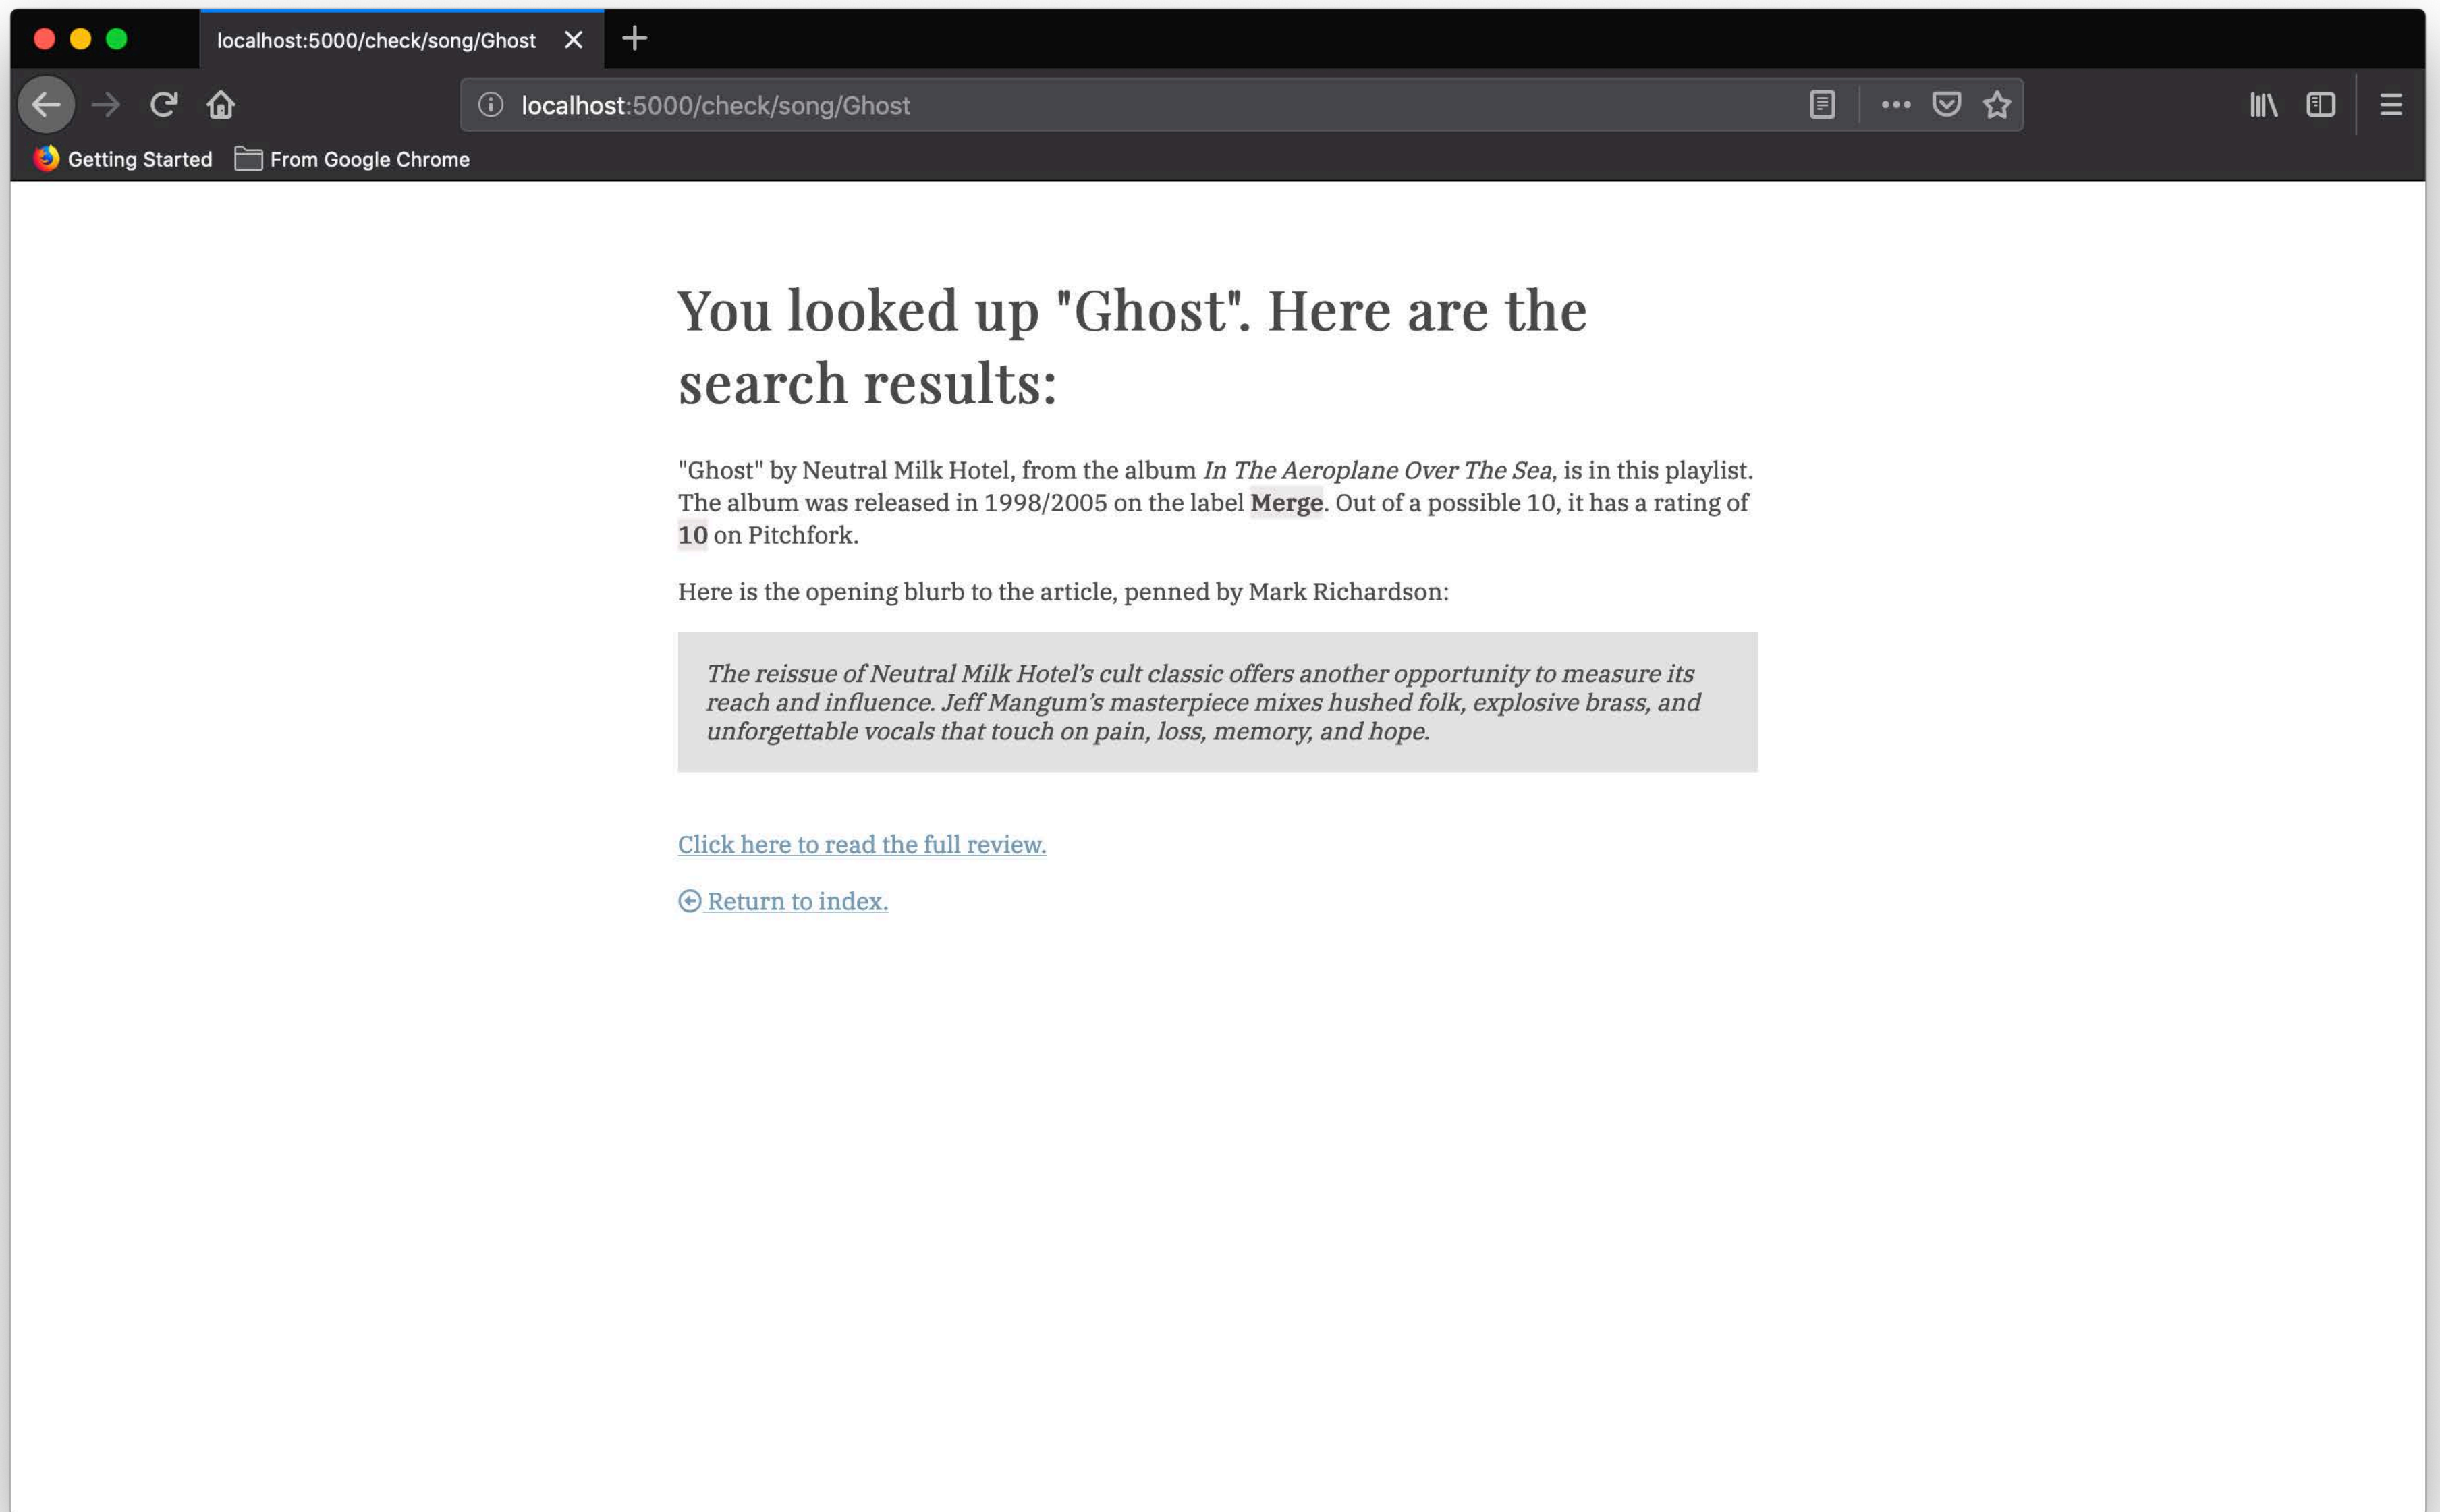 localhost:5000/check/song/Ghost
localhost:5000/check/song/Ghost
Getting Started From Google Chrome
You looked up "Ghost". Here are the
search results:
"Ghost" by Neutral Milk Hotel, from the album In The Aeroplane Over The Sea, is in this playlist.
The album was released in 1998/2005 on the label Merge. Out of a possible 10, it has a rating of
10 on Pitchfork.
Here is the opening blurb to the article, penned by Mark Richardson:
The reissue of Neutral Milk Hotel’s cult classic offers another opportunity to measure its
reach and influence. Jeff Mangum’s masterpiece mixes hushed folk, explosive brass, and
unforgettable vocals that touch on pain, loss, memory, and hope.
Click here to read the full review.
Return to index.